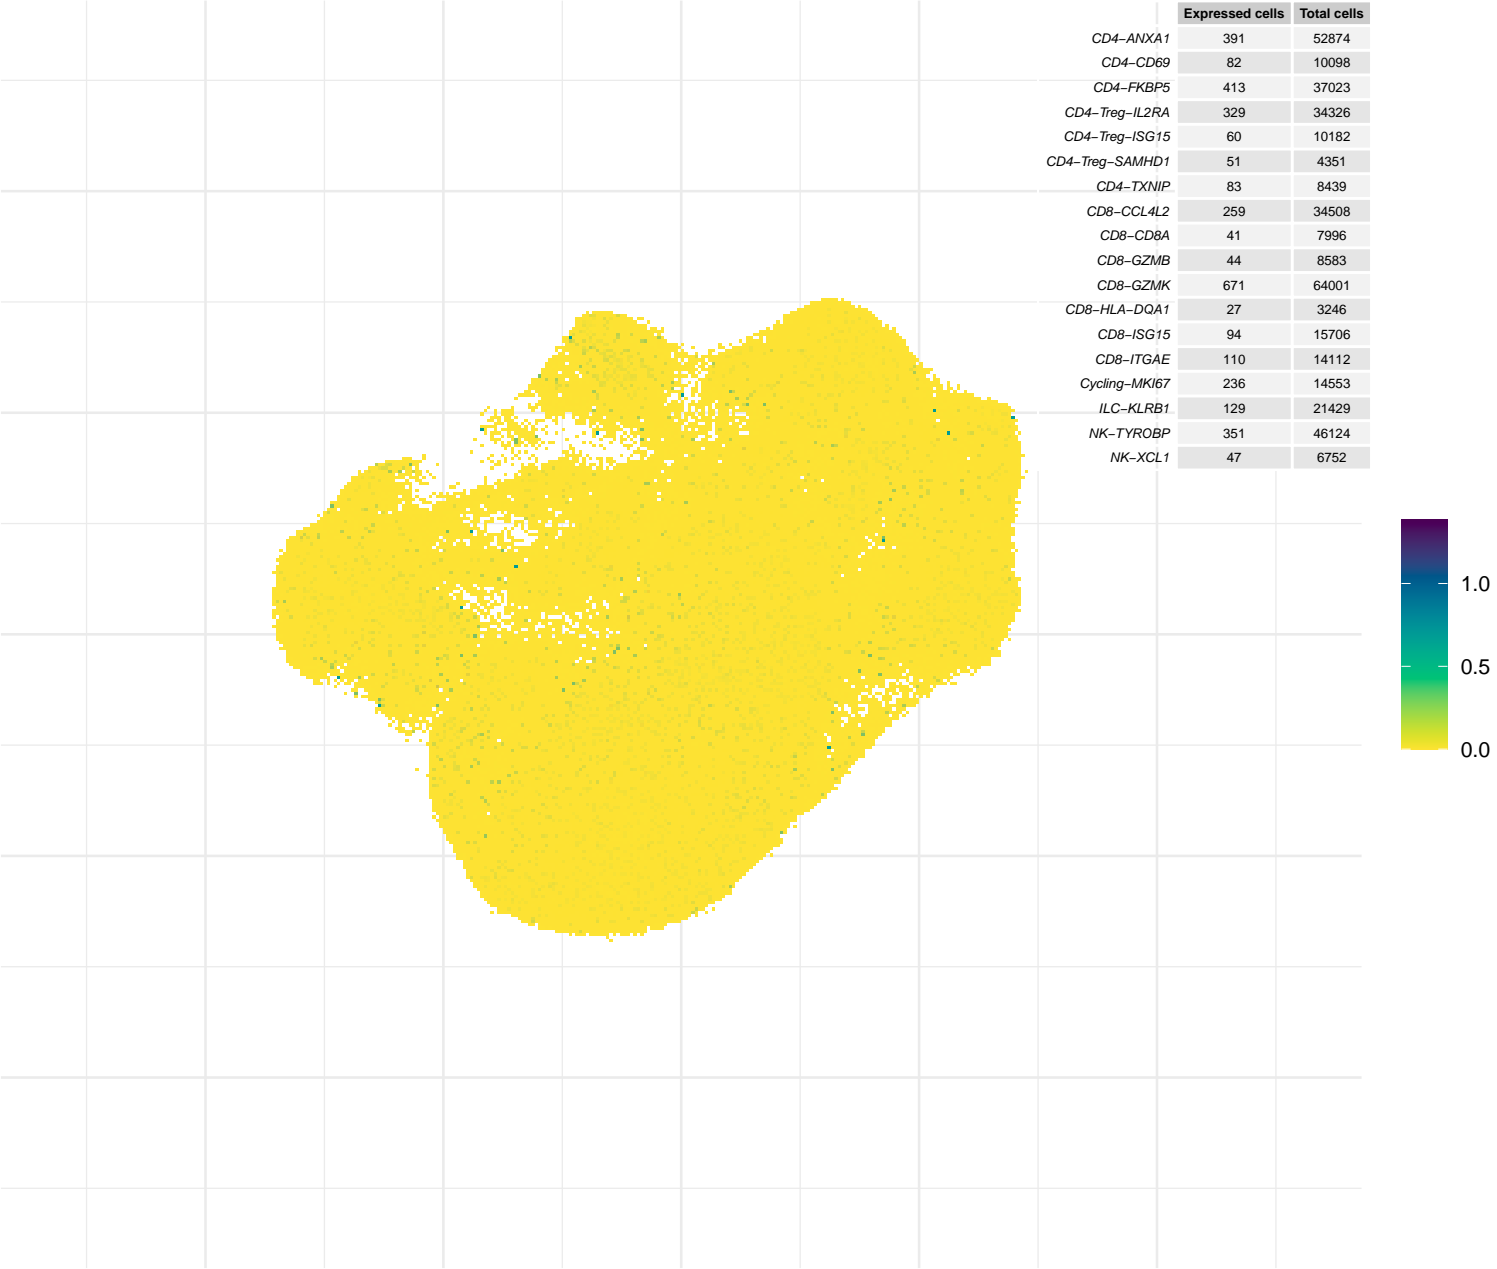 Expressed cells Total cells
CD4−ANXA1 391 52874
CD4−CD69 82 10098
CD4−FKBP5 413 37023
CD4−Treg−IL2RA 329 34326
CD4−Treg−ISG15 60 10182
CD4−Treg−SAMHD1 51 4351
CD4−TXNIP 83 8439
CD8−CCL4L2 259 34508
CD8−CD8A 41 7996
CD8−GZMB 44 8583
CD8−GZMK 671 64001
CD8−HLA−DQA1 27 3246
CD8−ISG15 94 15706
CD8−ITGAE 110 14112
Cycling−MKI67 236 14553
ILC−KLRB1 129 21429
NK−TYROBP 351 46124
NK−XCL1 47 6752
1.0
0.5
0.0